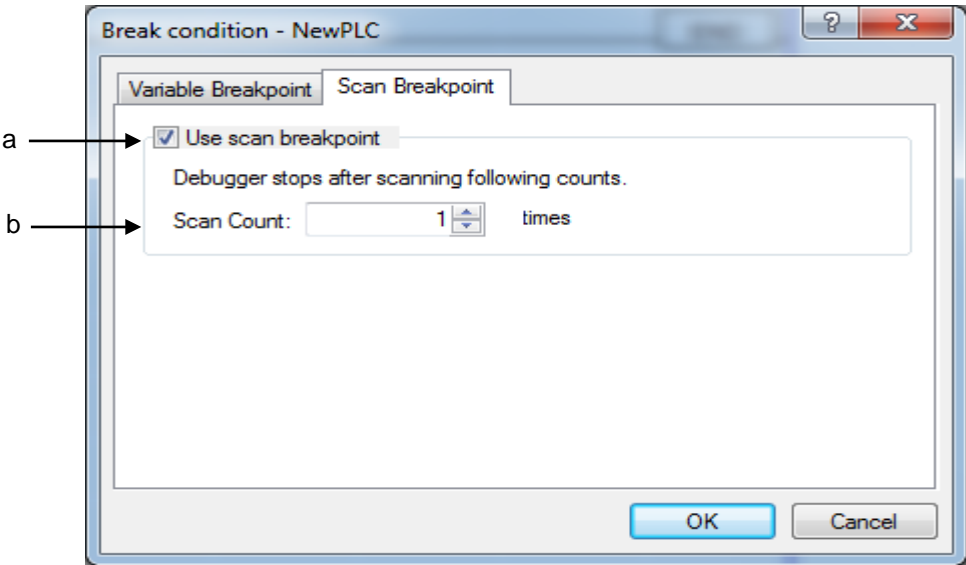 Break condition - NewPLC
?
X
Variable Breakpoint Scan Breakpoint
a
Use scan breakpoint
Debugger stops after scanning following counts.
b
Scan Count: 1 times
OK Cancel